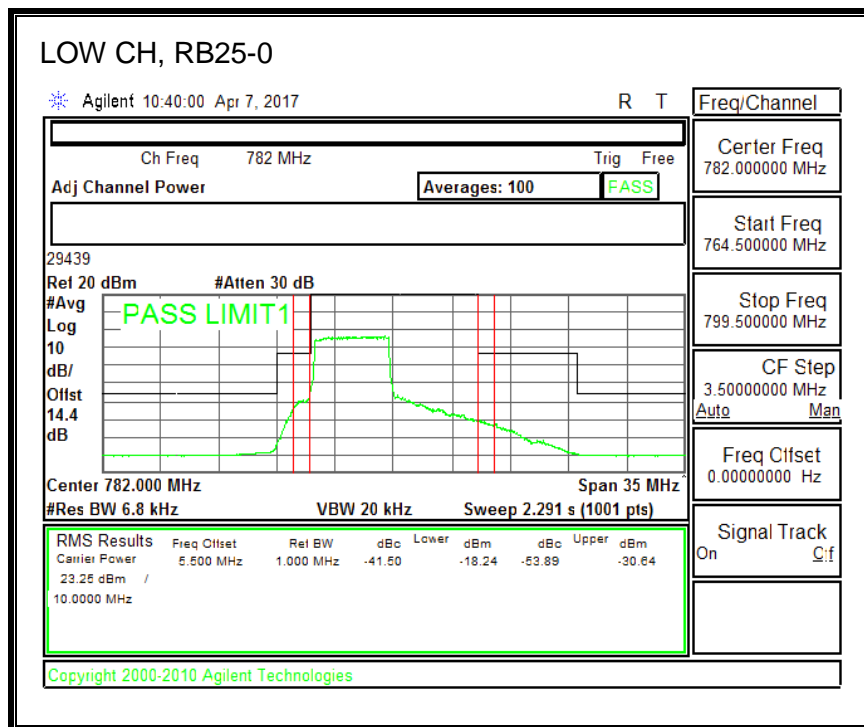 LOW CH, RB25-0
Agilent 10:40:00 Apr 7, 2017 R T
Freq/Channel
Ch Freq 782 MHz Trig Free
Adj Channel Power Averages: 100 PASS
Center Freq
782.000000 MHz
Start Freq
764.500000 MHz
Stop Freq
799.500000 MHz
CF Step
3.50000000 MHz
Auto Man
Freq Offset
0.00000000 Hz
Signal Track
On Off
29439
Ref 20 dBm #Atten 30 dB
#Avg
Log
10
dB/
Offst
14.4
dB
PASS LIMIT1
Center 782.000 MHz Span 35 MHz^
#Res BW 6.8 kHz VBW 20 kHz Sweep 2.291 s (1001 pts)
RMS Results Freq Offset Ref BW dBc Lower dBm dBc Upper dBm
Carrier Power 5.500 MHz 1.000 MHz -41.50 -18.24 -53.89 -30.64
23.25 dBm /
10.0000 MHz
Copyright 2000-2010 Agilent Technologies